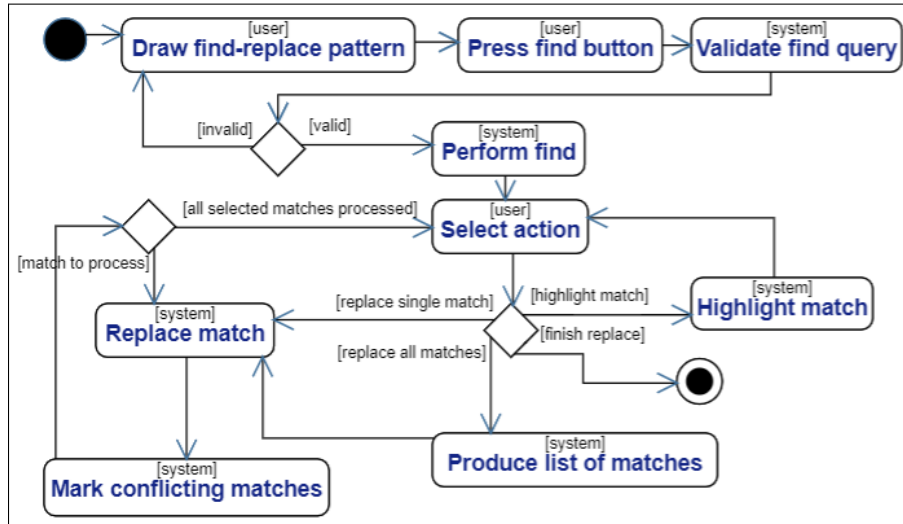 [user]
Draw find-replace pattern
[user]
Press find button
[system]
Validate find query
[invalid]
[valid]
[system]
Perform find
[all selected matches processed]
[user]
Select action
[match to process]
[system]
Replace match
[replace single match]
[highlight match]
[system]
Highlight match
[finish replace]
[replace all matches]
[system]
Mark conflicting matches
[system]
Produce list of matches